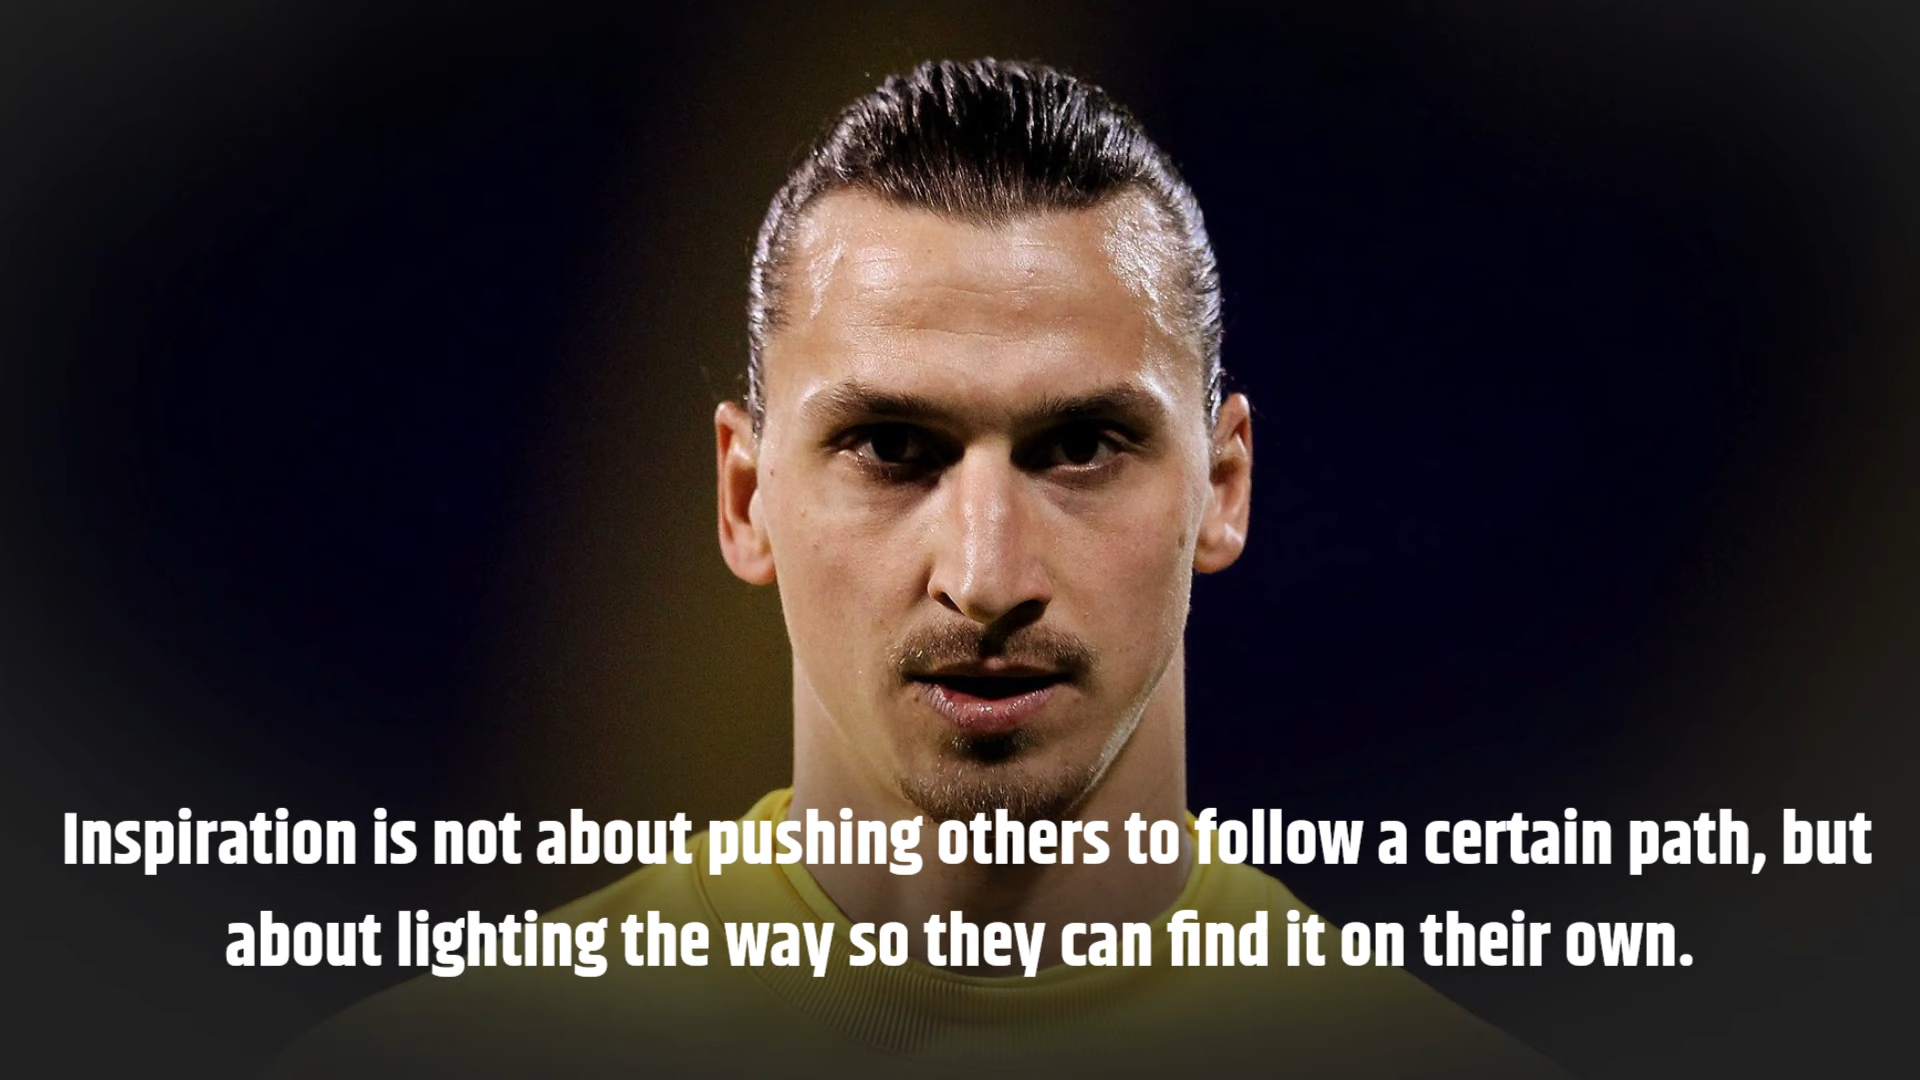 Inspiration is not about pushing others to follow a certain path, but
about lighting the way so they can find it on their own.